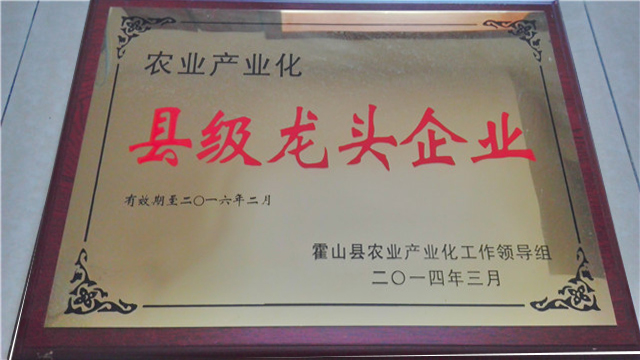 农业产业化
县级龙头企业
有效期至二〇一六年二月
霍山县农业产业化工作领导组
二〇一四年三月